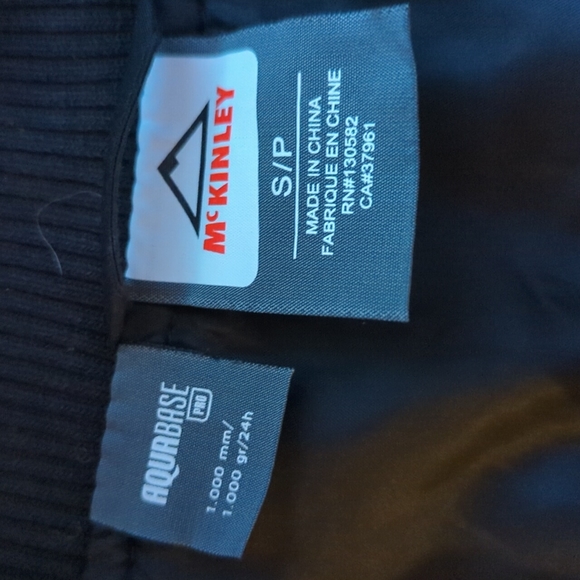 McKINLEY
S/P
MADE IN CHINA
FABRIQUE EN CHINE
RN#130582
CA#37961
AQUABASE
PRO
1.000 mm/
1.000 gr/24h